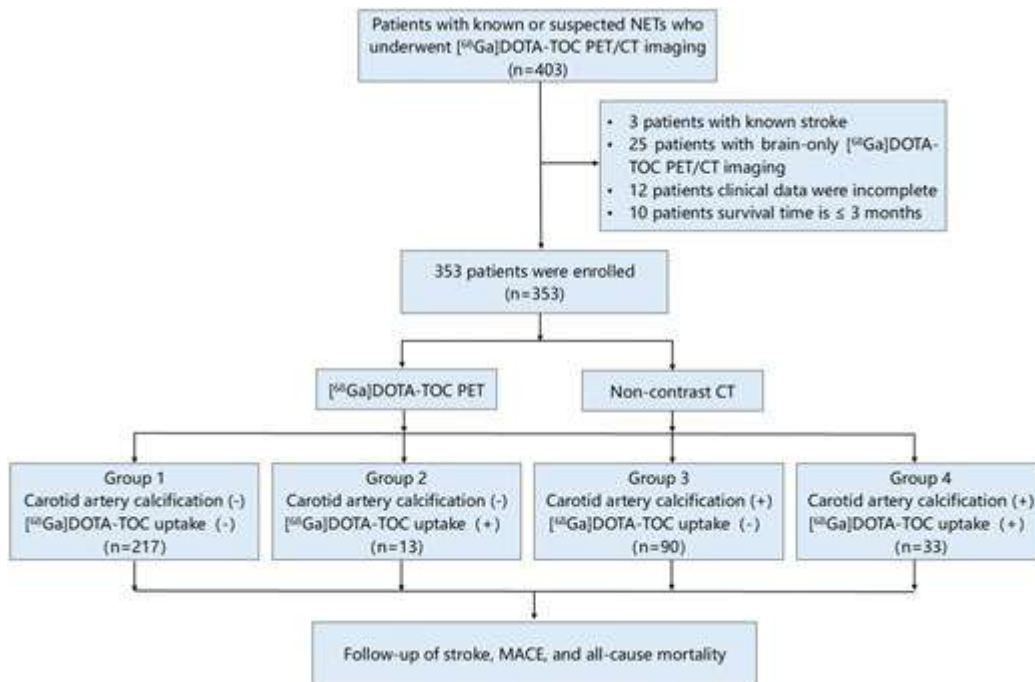 Patients with known or suspected NETs who
underwent [⁶⁸Ga]DOTA-TOC PET/CT imaging
(n=403)
• 3 patients with known stroke
• 25 patients with brain-only [⁶⁸Ga]DOTA-
TOC PET/CT imaging
• 12 patients clinical data were incomplete
• 10 patients survival time is ≤ 3 months
353 patients were enrolled
(n=353)
[⁶⁸Ga]DOTA-TOC PET
Non-contrast CT
Group 1
Carotid artery calcification (-)
[⁶⁸Ga]DOTA-TOC uptake (-)
(n=217)
Group 2
Carotid artery calcification (-)
[⁶⁸Ga]DOTA-TOC uptake (+)
(n=13)
Group 3
Carotid artery calcification (+)
[⁶⁸Ga]DOTA-TOC uptake (-)
(n=90)
Group 4
Carotid artery calcification (+)
[⁶⁸Ga]DOTA-TOC uptake (+)
(n=33)
Follow-up of stroke, MACE, and all-cause mortality